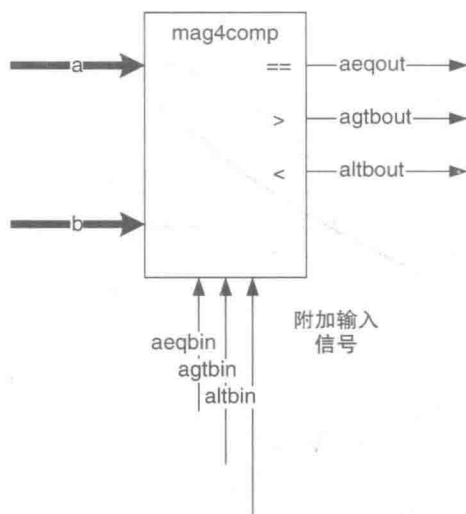 mag4comp
a
==
aeqout
>
agtbout
<
altbout
b
aeqbin
agtbin
altbin
附加输入
信号